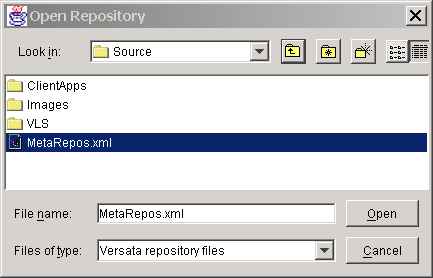 Open Repository
Look in: Source
ClientApps
Images
VLS
MetaRepos.xml
File name: MetaRepos.xml Open
Files of type: Versata repository files Cancel